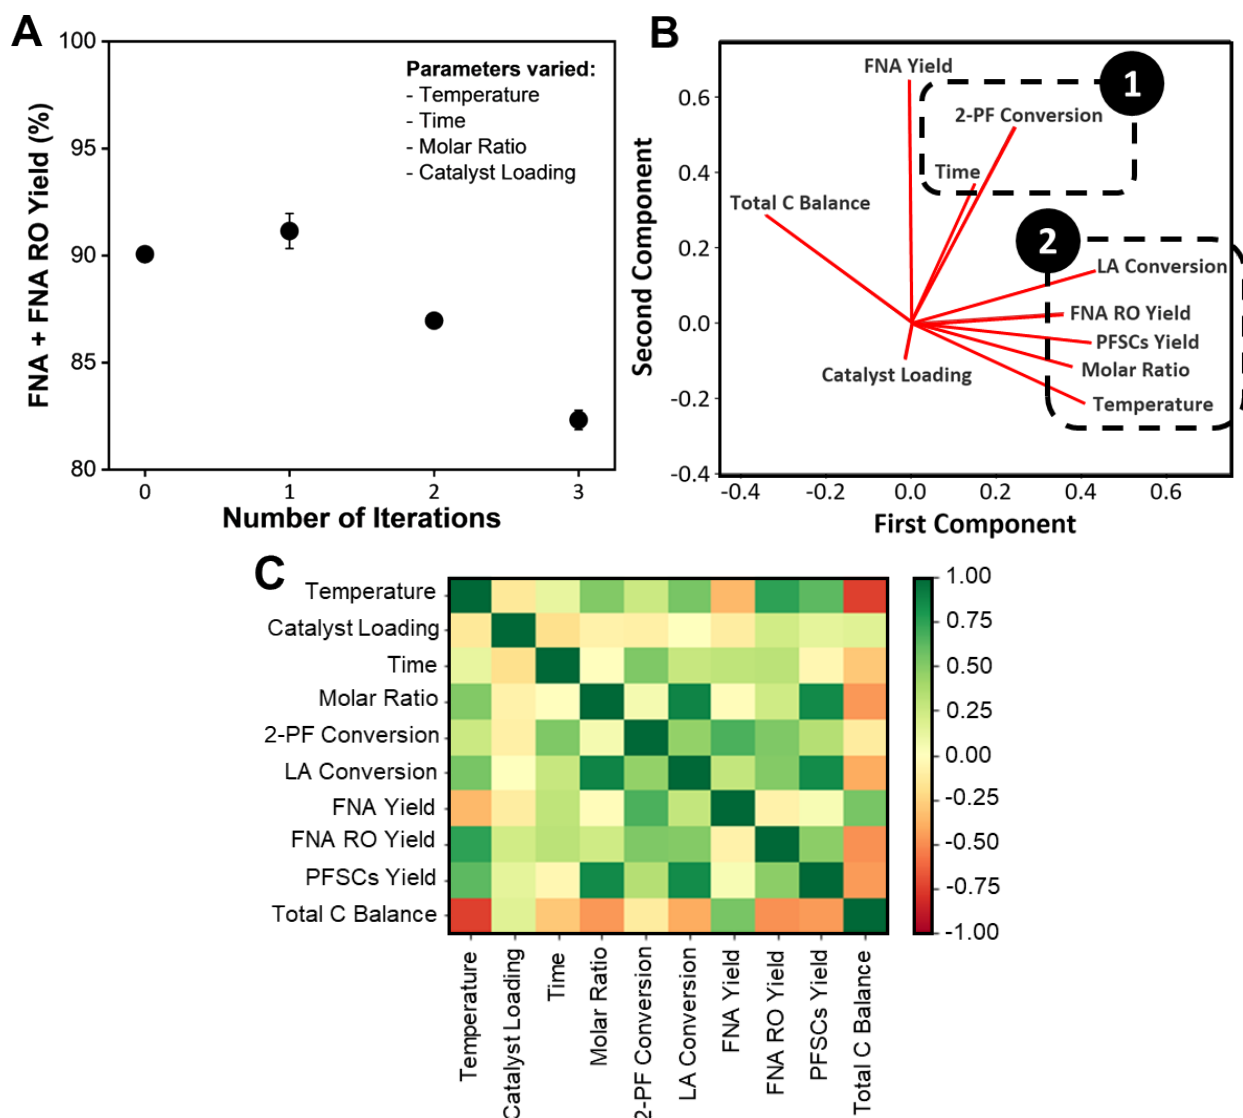 A
100
95
90
85
80
FNA + FNA RO Yield (%)
Parameters varied:
- Temperature
- Time
- Molar Ratio
- Catalyst Loading
0
1
2
3
Number of Iterations
B
0.6
0.4
0.2
0.0
-0.2
-0.4
Second Component
FNA Yield
1
2-PF Conversion
Time
Total C Balance
2
LA Conversion
FNA RO Yield
PFSCs Yield
Molar Ratio
Catalyst Loading
Temperature
-0.4
-0.2
0.0
0.2
0.4
0.6
First Component
C
Temperature
Catalyst Loading
Time
Molar Ratio
2-PF Conversion
LA Conversion
FNA Yield
FNA RO Yield
PFSCs Yield
Total C Balance
1.00
0.75
0.50
0.25
0.00
-0.25
-0.50
-0.75
-1.00
Temperature
Catalyst Loading
Time
Molar Ratio
2-PF Conversion
LA Conversion
FNA Yield
FNA RO Yield
PFSCs Yield
Total C Balance